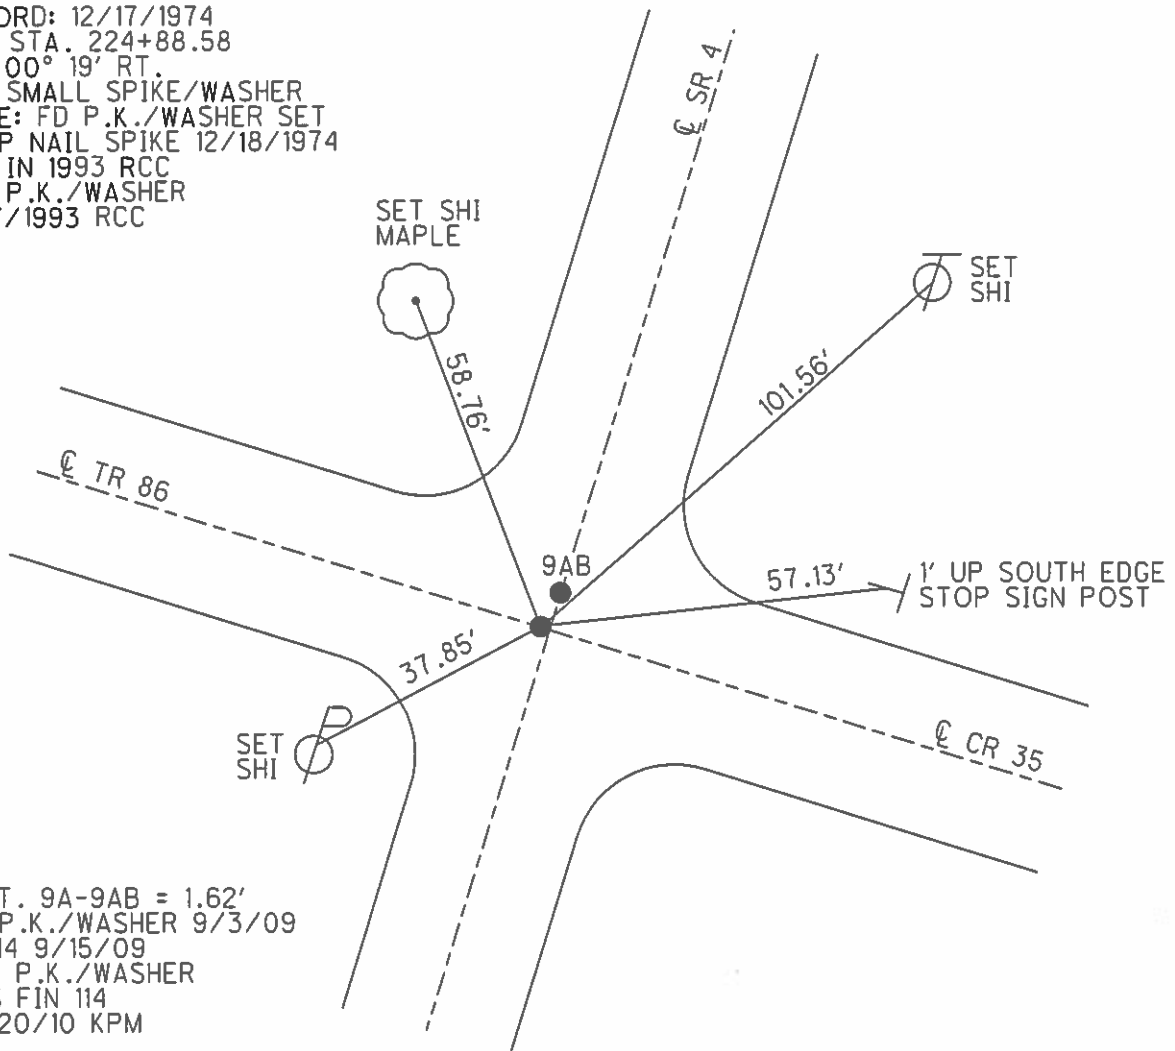 ORD: 12/17/1974
STA. 224+88.58
00° 19' RT.
SMALL SPIKE/WASHER
E: FD P.K./WASHER SET
P NAIL SPIKE 12/18/1974
IN 1993 RCC
P.K./WASHER
/1993 RCC
℄ SR 4
SET SHI
MAPLE
SET
SHI
58.76'
101.56'
℄ TR 86
9AB
57.13'
1' UP SOUTH EDGE
STOP SIGN POST
37.85'
SET
SHI
℄ CR 35
T. 9A-9AB = 1.62'
P.K./WASHER 9/3/09
14 9/15/09
P.K./WASHER
FIN 114
20/10 KPM